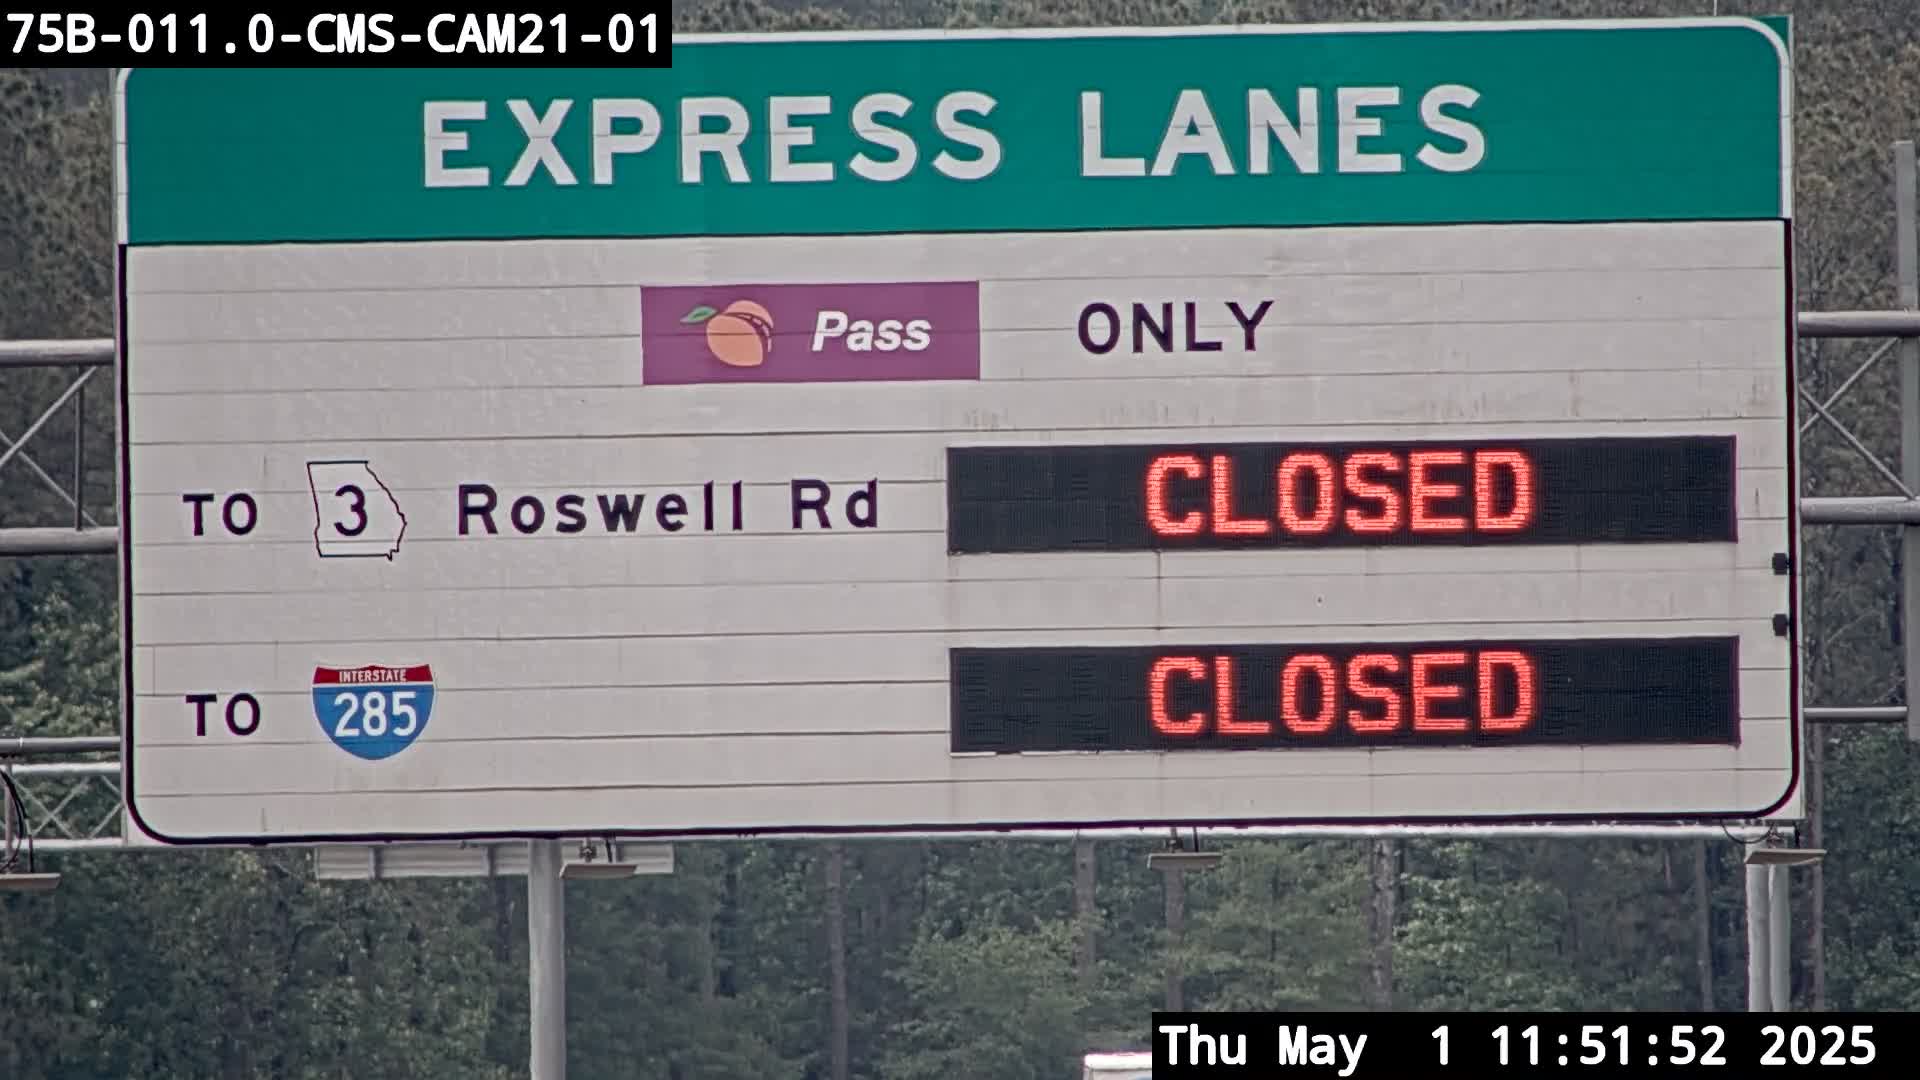 75B-011.0-CMS-CAM21-01
EXPRESS LANES
Pass ONLY
TO 3 Roswell Rd CLOSED
INTERSTATE
TO 285 CLOSED
Thu May 1 11:51:52 2025